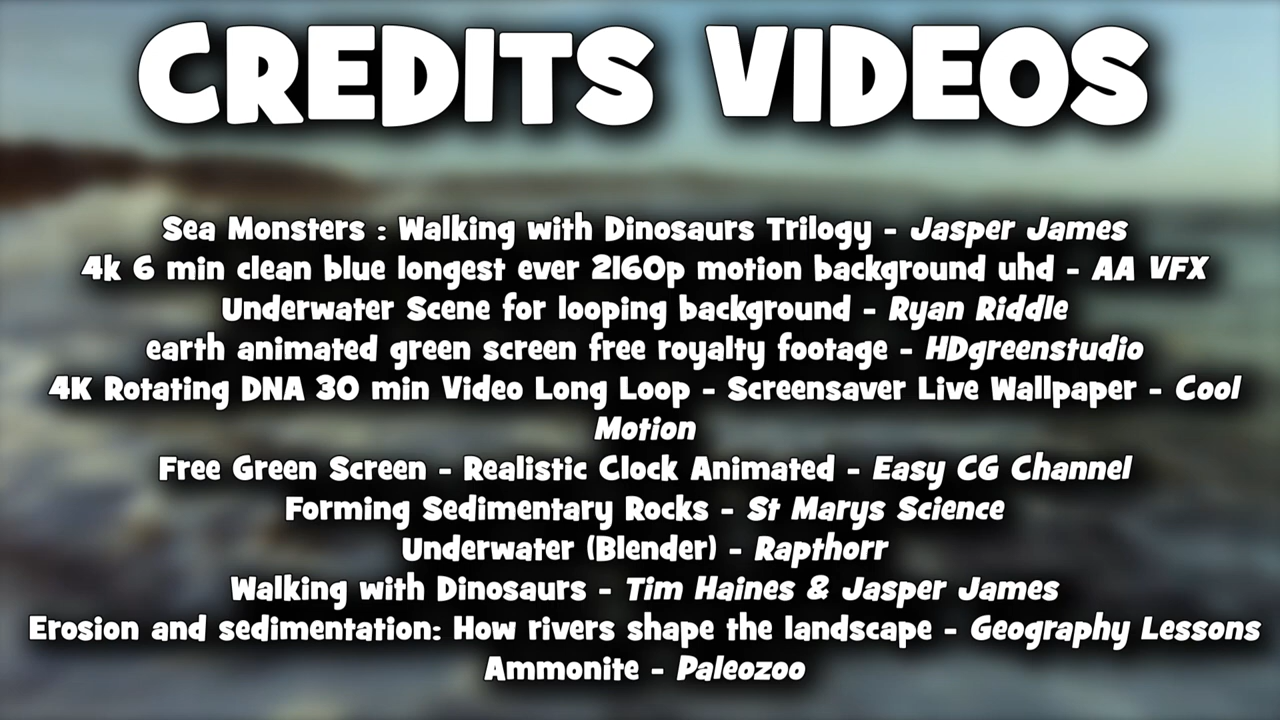 CREDITS VIDEOS
Sea Monsters : Walking with Dinosaurs Trilogy - Jasper James
4k 6 min clean blue longest ever 2160p motion background uhd - AA VFX
Underwater Scene for looping background - Ryan Riddle
earth animated green screen free royalty footage - HDgreenstudio
4K Rotating DNA 30 min Video Long Loop - Screensaver Live Wallpaper - Cool
Motion
Free Green Screen - Realistic Clock Animated - Easy CG Channel
Forming Sedimentary Rocks - St Marys Science
Underwater (Blender) - Rapthorr
Walking with Dinosaurs - Tim Haines & Jasper James
Erosion and sedimentation: How rivers shape the landscape - Geography Lessons
Ammonite - Paleozoo